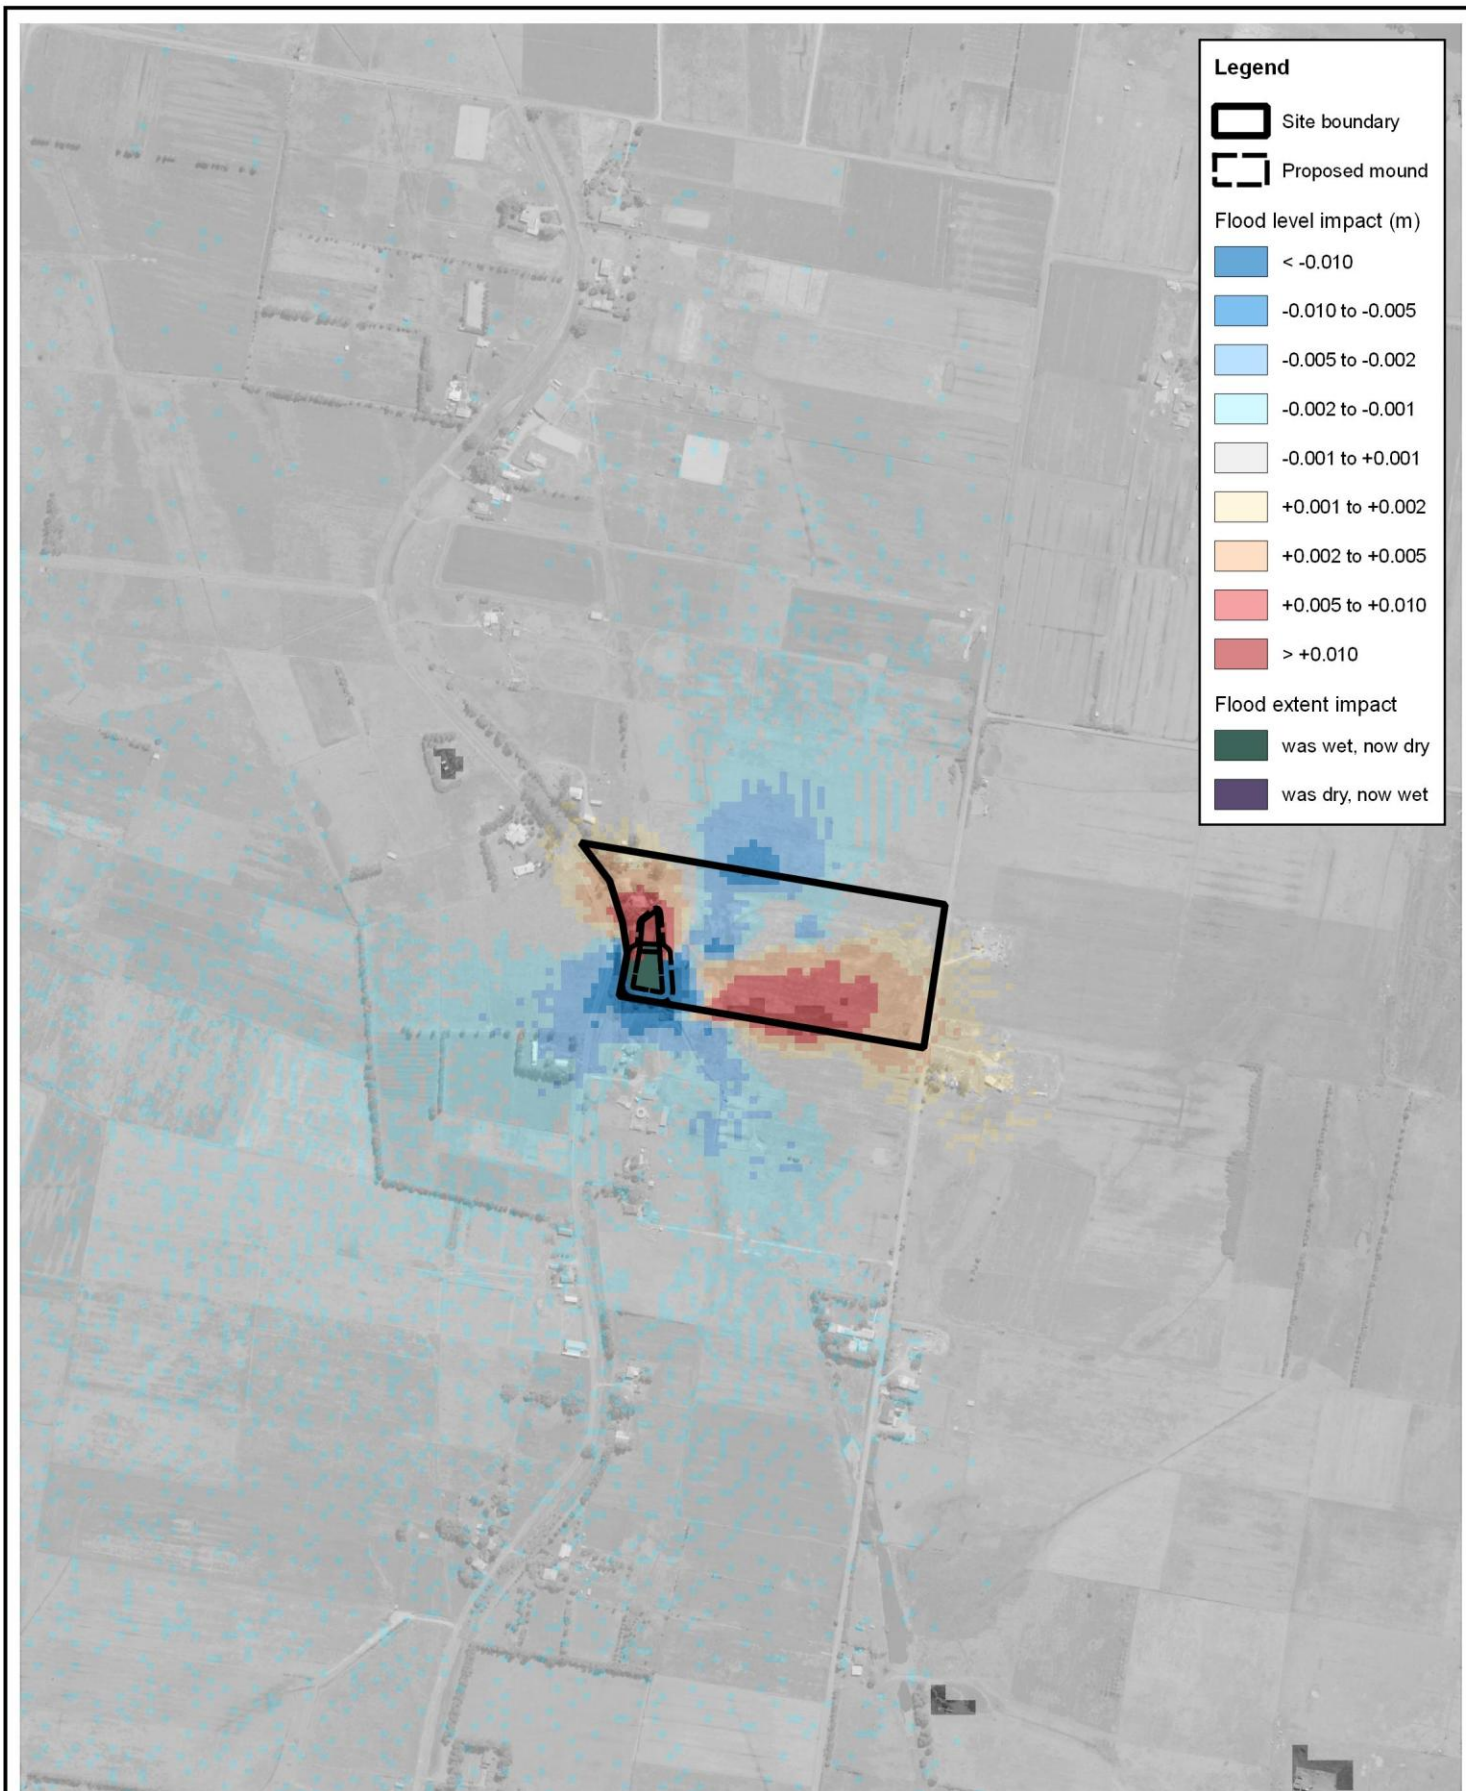 Legend
Site boundary
Proposed mound
Flood level impact (m)
< -0.010
-0.010 to -0.005
-0.005 to -0.002
-0.002 to -0.001
-0.001 to +0.001
+0.001 to +0.002
+0.002 to +0.005
+0.005 to +0.010
> +0.010
Flood extent impact
was wet, now dry
was dry, now wet